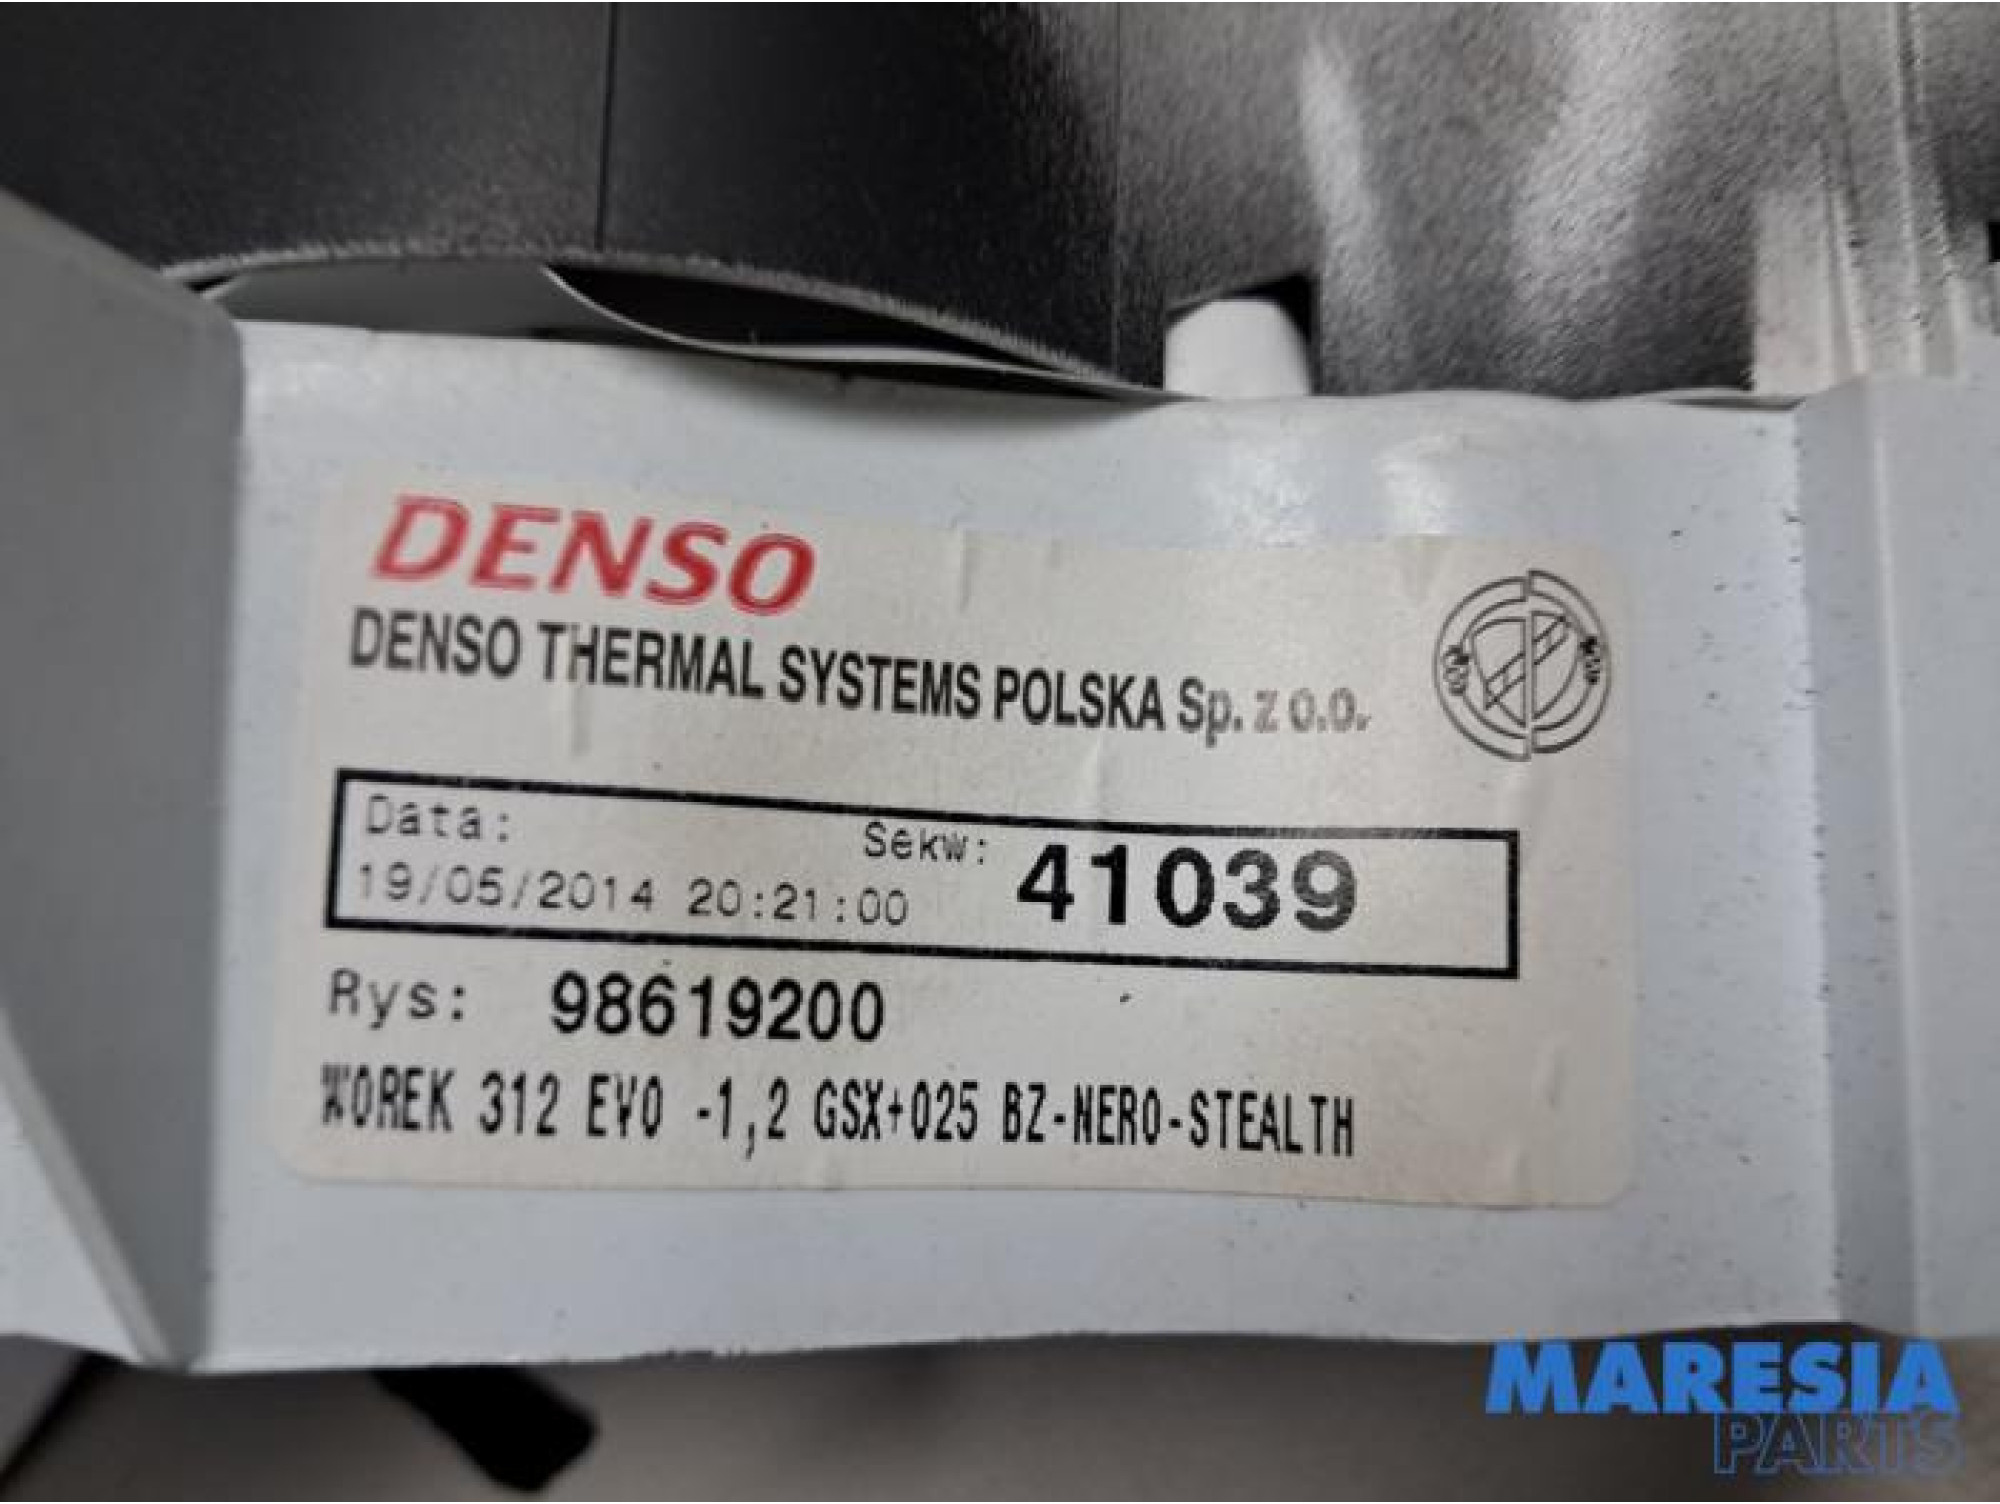 DENSO
DENSO THERMAL SYSTEMS POLSKA Sp. z o.o.
Data:
Sekw: 41039
19/05/2014 20:21:00
Rys: 98619200
WOREK 312 EVO -1,2 GSX+025 BZ-NERO-STEALTH
MARESIA
PARTS